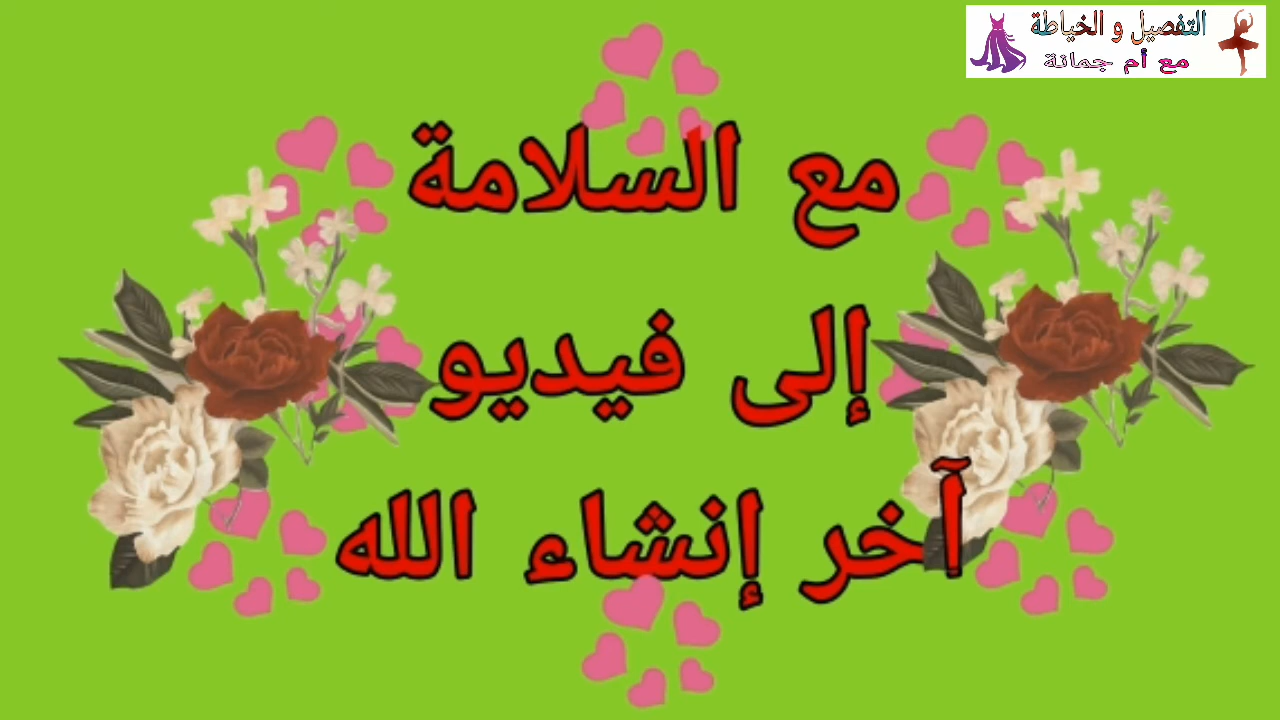 التفصيل و الخياطة
مع أم جمانة
مع السلامة
إلى فيديو
آخر إنشاء الله